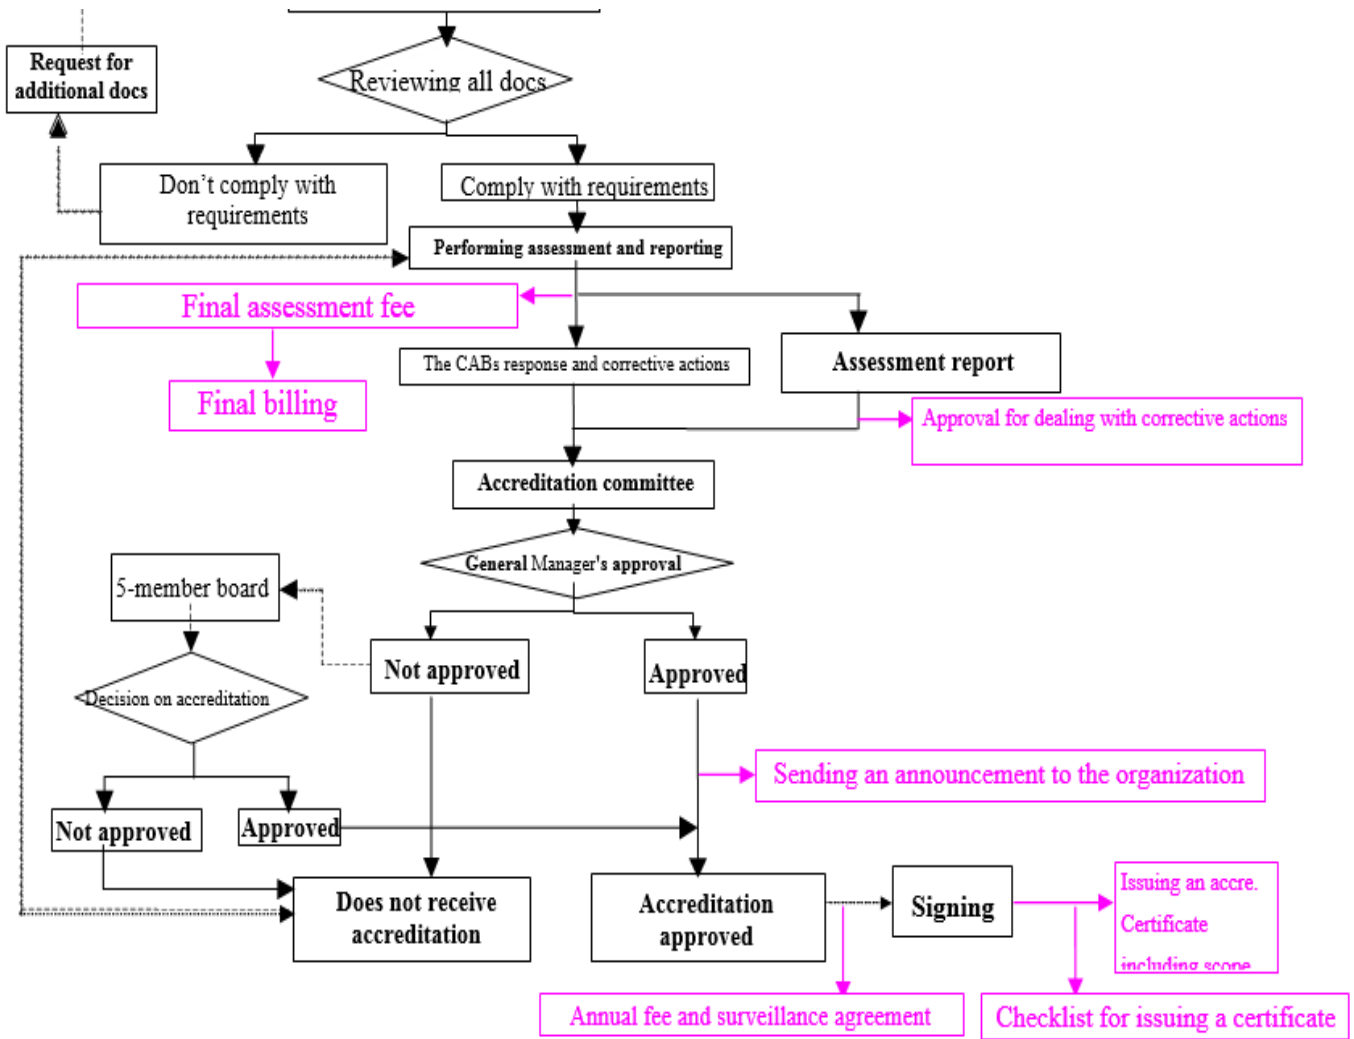 Request for
additional docs
Reviewing all docs
Don't comply with
requirements
Comply with requirements
Performing assessment and reporting
Final assessment fee
The CABs response and corrective actions
Assessment report
Final billing
Approval for dealing with corrective actions
Accreditation committee
General Manager's approval
5-member board
Not approved
Approved
Decision on accreditation
Sending an announcement to the organization
Not approved
Approved
Does not receive
accreditation
Accreditation
approved
Signing
Issuing an accre.
Certificate
including scope
Annual fee and surveillance agreement
Checklist for issuing a certificate